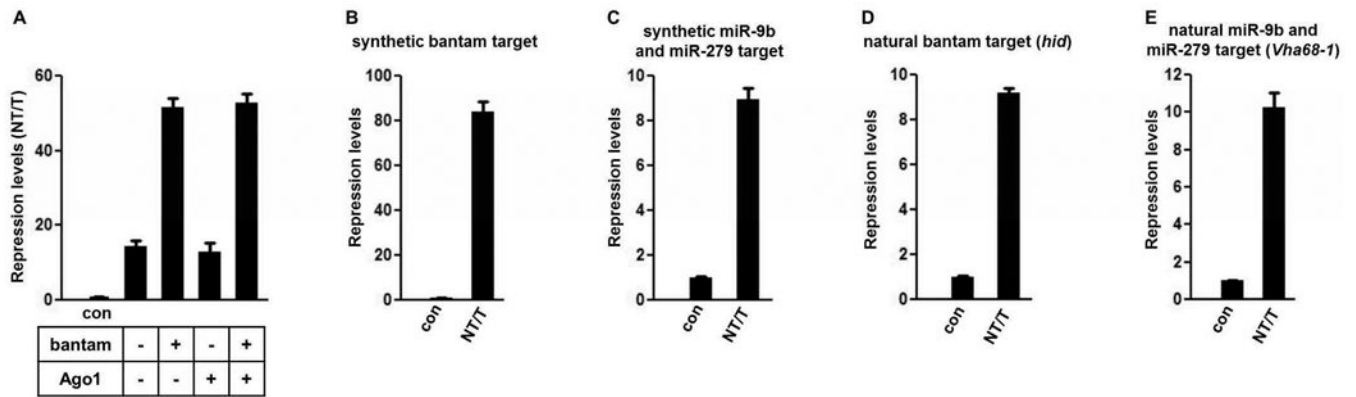 A
Repression levels (NT/T)
60
40
20
0
con
bantam - + - +
Ago1 - - + +
B
synthetic bantam target
Repression levels
100
80
60
40
20
0
con
NT/T
C
synthetic miR-9b
and miR-279 target
Repression levels
10
8
6
4
2
0
con
NT/T
D
natural bantam target (hid)
Repression levels
10
8
6
4
2
0
con
NT/T
E
natural miR-9b and
miR-279 target (Vha68-1)
Repression levels
12
10
8
6
4
2
0
con
NT/T